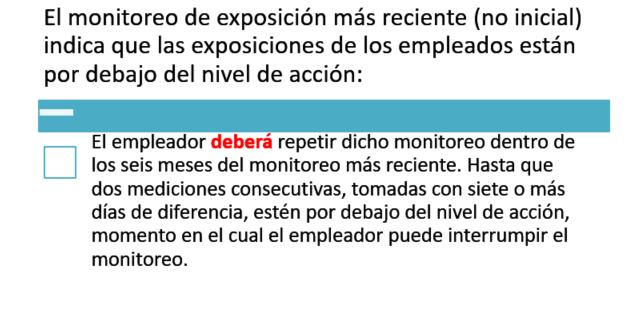 El monitoreo de exposición más reciente (no inicial)
indica que las exposiciones de los empleados están
por debajo del nivel de acción:
El empleador deberá repetir dicho monitoreo dentro de
los seis meses del monitoreo más reciente. Hasta que
dos mediciones consecutivas, tomadas con siete o más
días de diferencia, estén por debajo del nivel de acción,
momento en el cual el empleador puede interrumpir el
monitoreo.